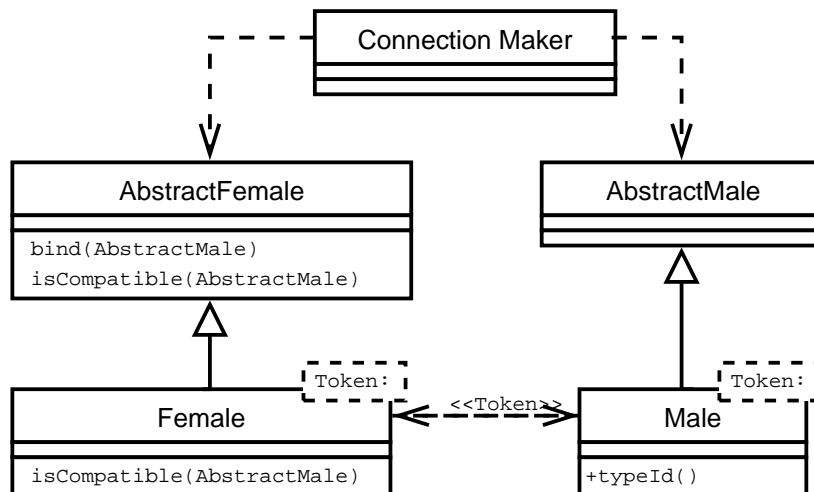 Connection Maker
AbstractFemale
AbstractMale
bind(AbstractMale)
isCompatible(AbstractMale)
Token:
Token:
<<Token>>
Female
Male
isCompatible(AbstractMale)
+typeId()